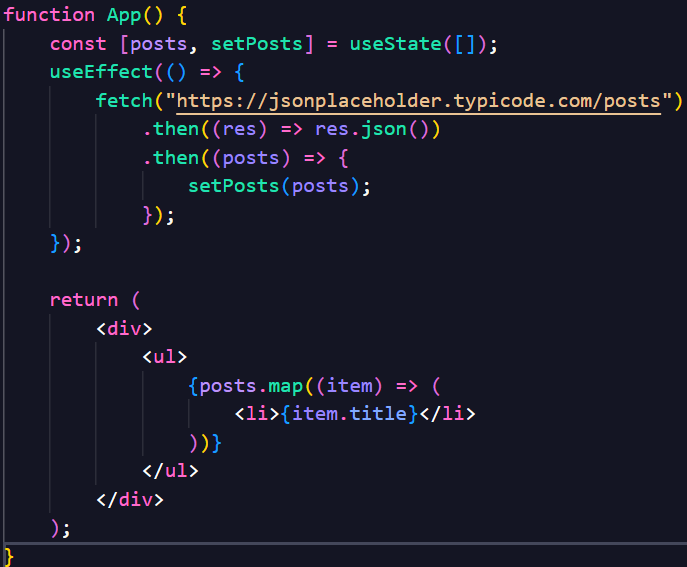 function App() {
    const [posts, setPosts] = useState([]);
    useEffect(() => {
        fetch("https://jsonplaceholder.typicode.com/posts")
            .then((res) => res.json())
            .then((posts) => {
                setPosts(posts);
            });
    });

    return (
        <div>
            <ul>
                {posts.map((item) => (
                    <li>{item.title}</li>
                ))}
            </ul>
        </div>
    );
}